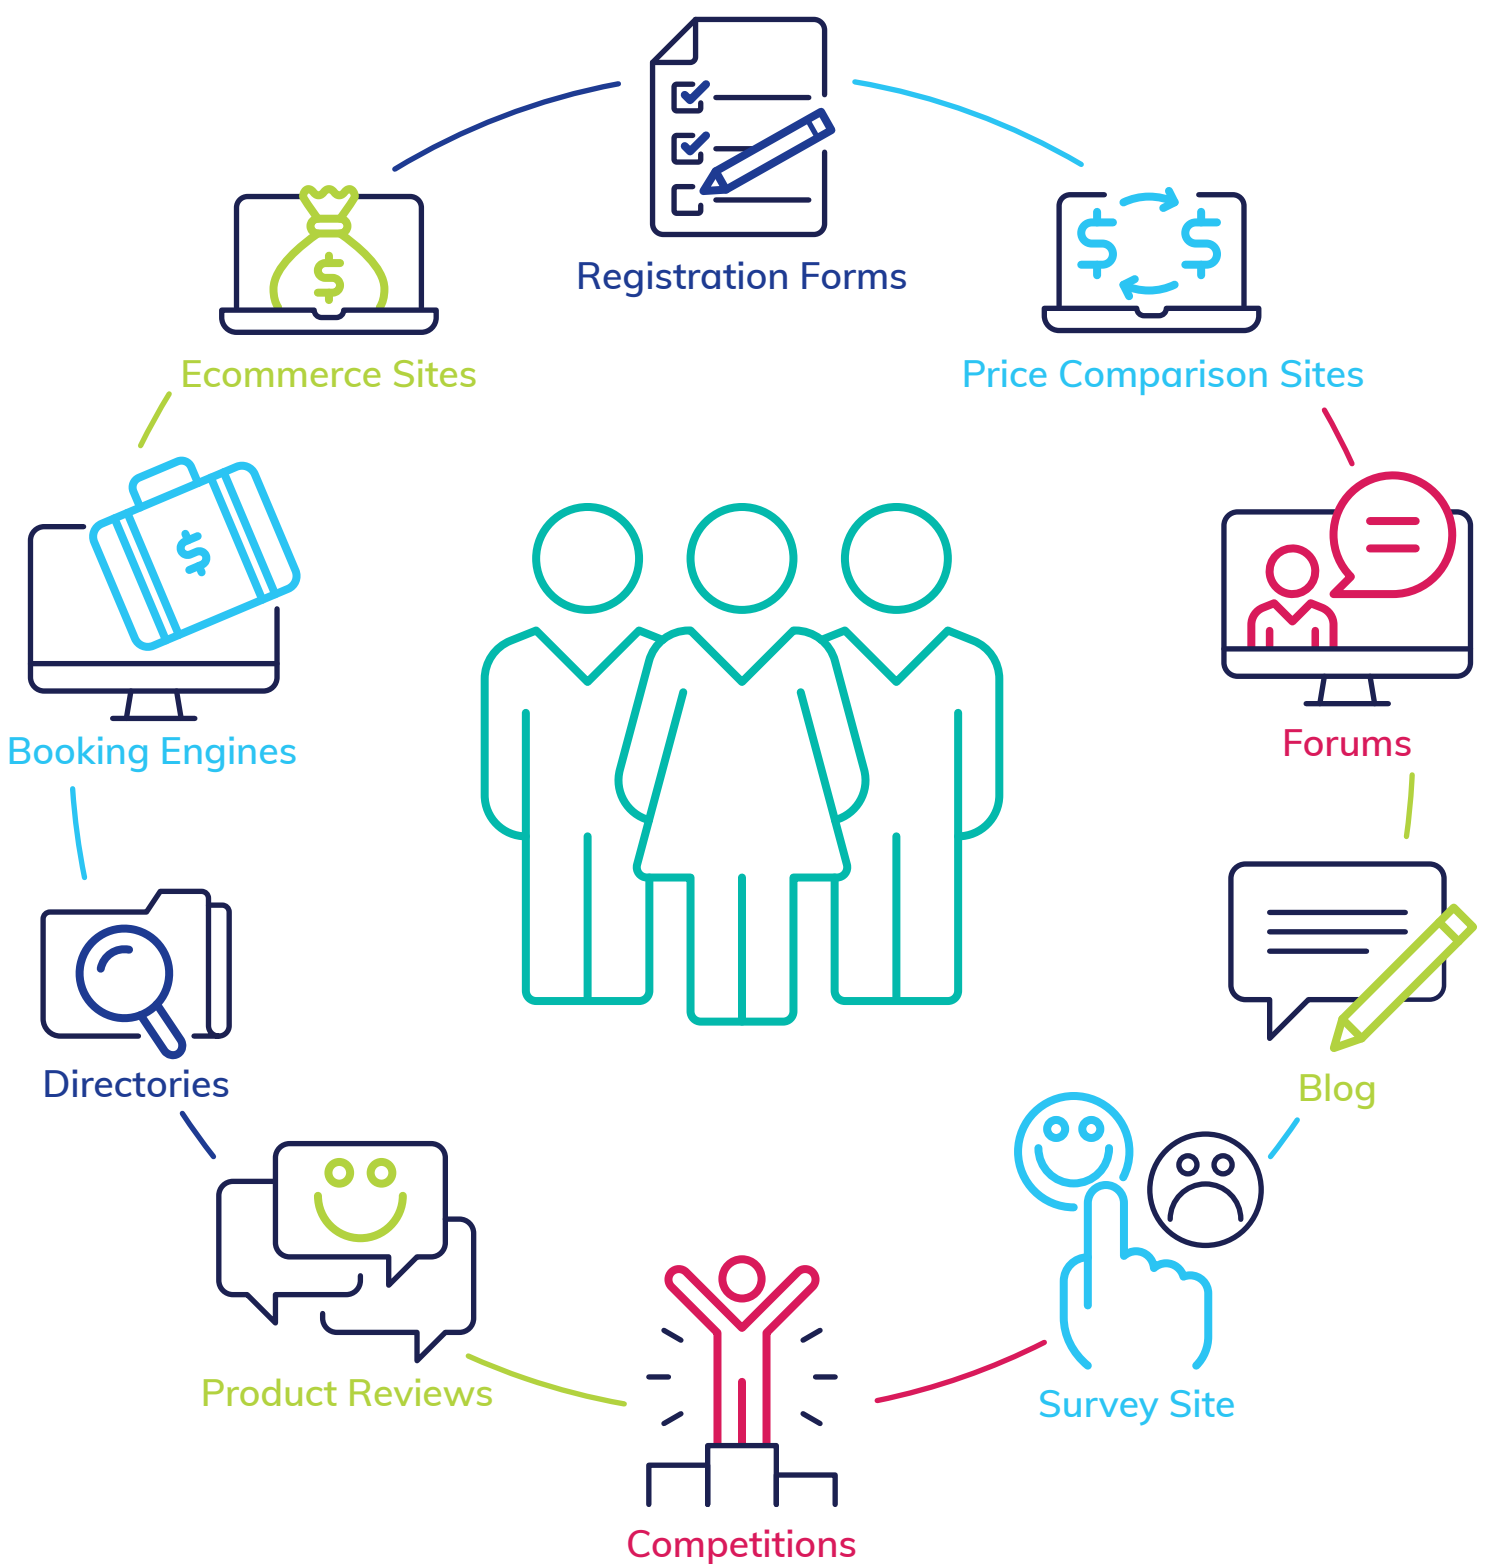 Registration Forms
Ecommerce Sites
Price Comparison Sites
Booking Engines
Forums
Directories
Blog
Product Reviews
Survey Site
Competitions